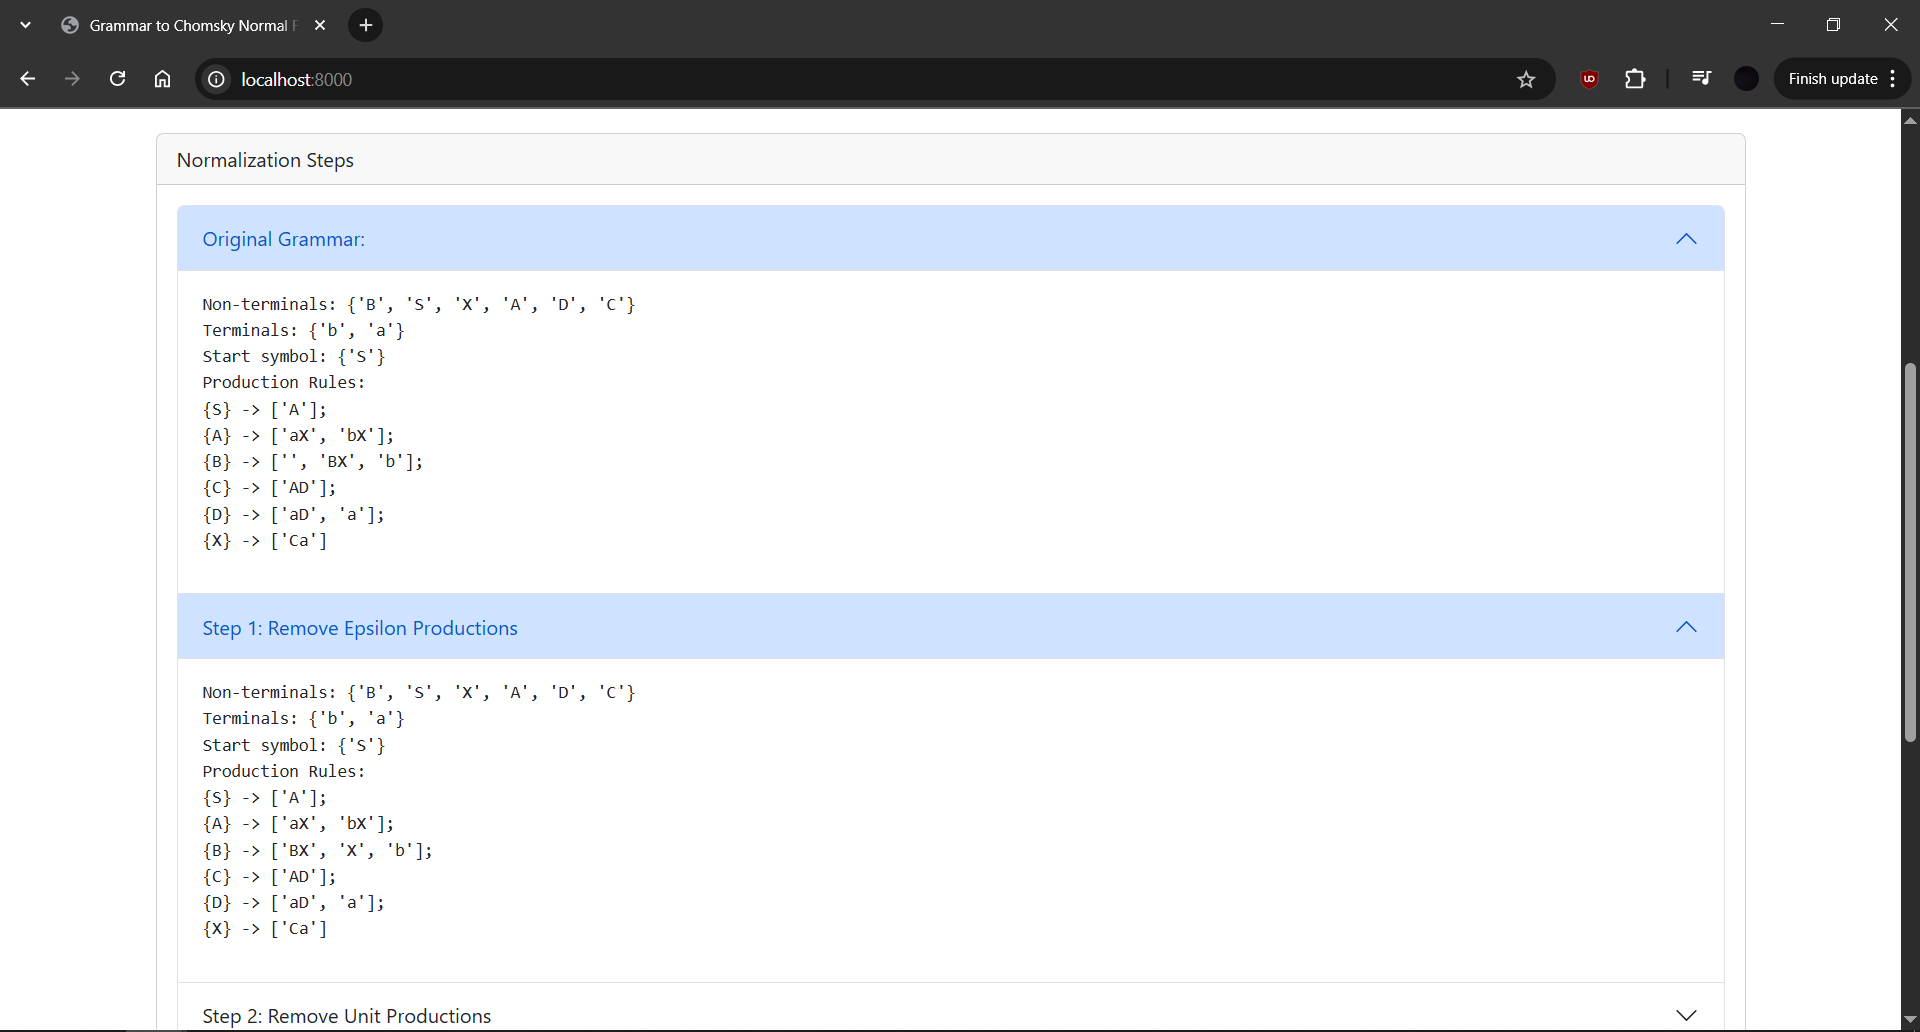 Grammar to Chomsky Normal F
localhost:8000
Finish update
Normalization Steps
Original Grammar:
Non-terminals: {'B', 'S', 'X', 'A', 'D', 'C'}
Terminals: {'b', 'a'}
Start symbol: {'S'}
Production Rules:
{S} -> ['A'];
{A} -> ['aX', 'bX'];
{B} -> ['', 'BX', 'b'];
{C} -> ['AD'];
{D} -> ['aD', 'a'];
{X} -> ['Ca']
Step 1: Remove Epsilon Productions
Non-terminals: {'B', 'S', 'X', 'A', 'D', 'C'}
Terminals: {'b', 'a'}
Start symbol: {'S'}
Production Rules:
{S} -> ['A'];
{A} -> ['aX', 'bX'];
{B} -> ['BX', 'X', 'b'];
{C} -> ['AD'];
{D} -> ['aD', 'a'];
{X} -> ['Ca']
Step 2: Remove Unit Productions